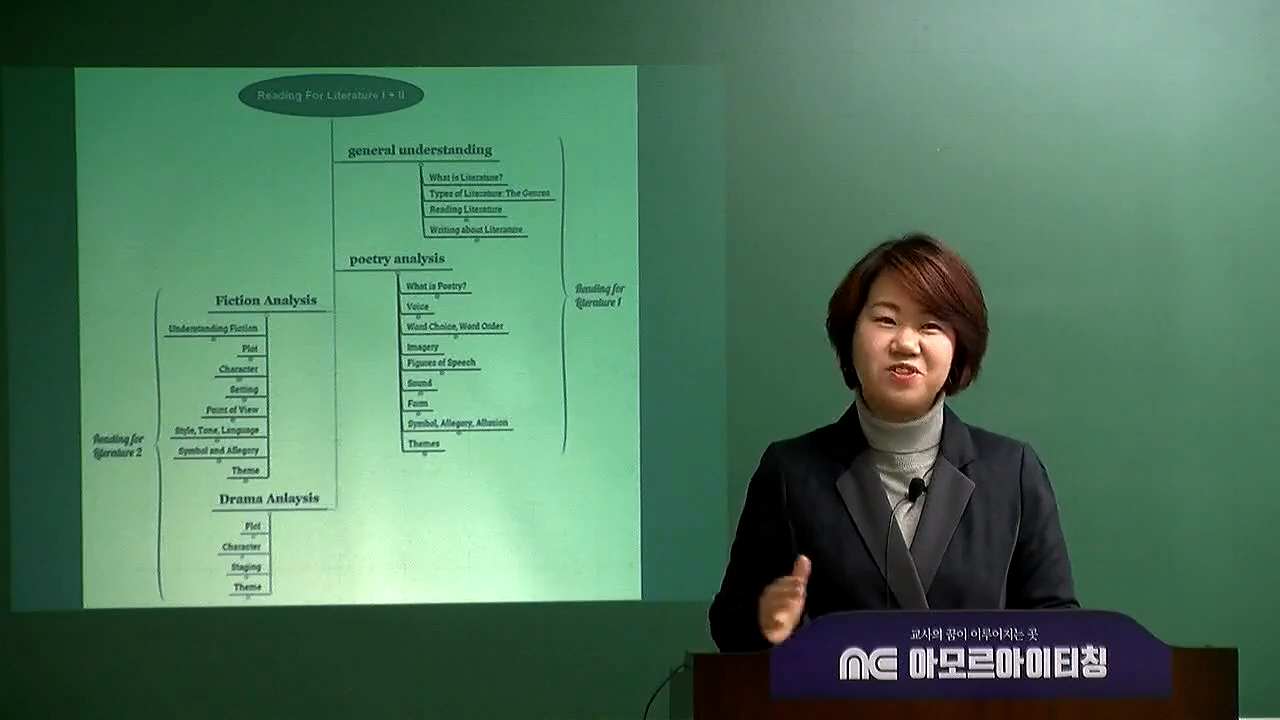 Reading For Literature I + II
general understanding
What is Literature?
Types of Literature: The Genres
Reading Literature
Writing about Literature
poetry analysis
What is Poetry?
Voice
Word Choice, Word Order
Imagery
Figures of Speech
Sound
Form
Symbol, Allegory, Allusion
Themes
Reading for
Literature 1
Fiction Analysis
Understanding Fiction
Plot
Character
Setting
Point of View
Style, Tone, Language
Symbol and Allegory
Theme
Reading for
Literature 2
Drama Anlaysis
Plot
Character
Staging
Theme
교사의 꿈이 이루어지는 곳
아모르아이티칭